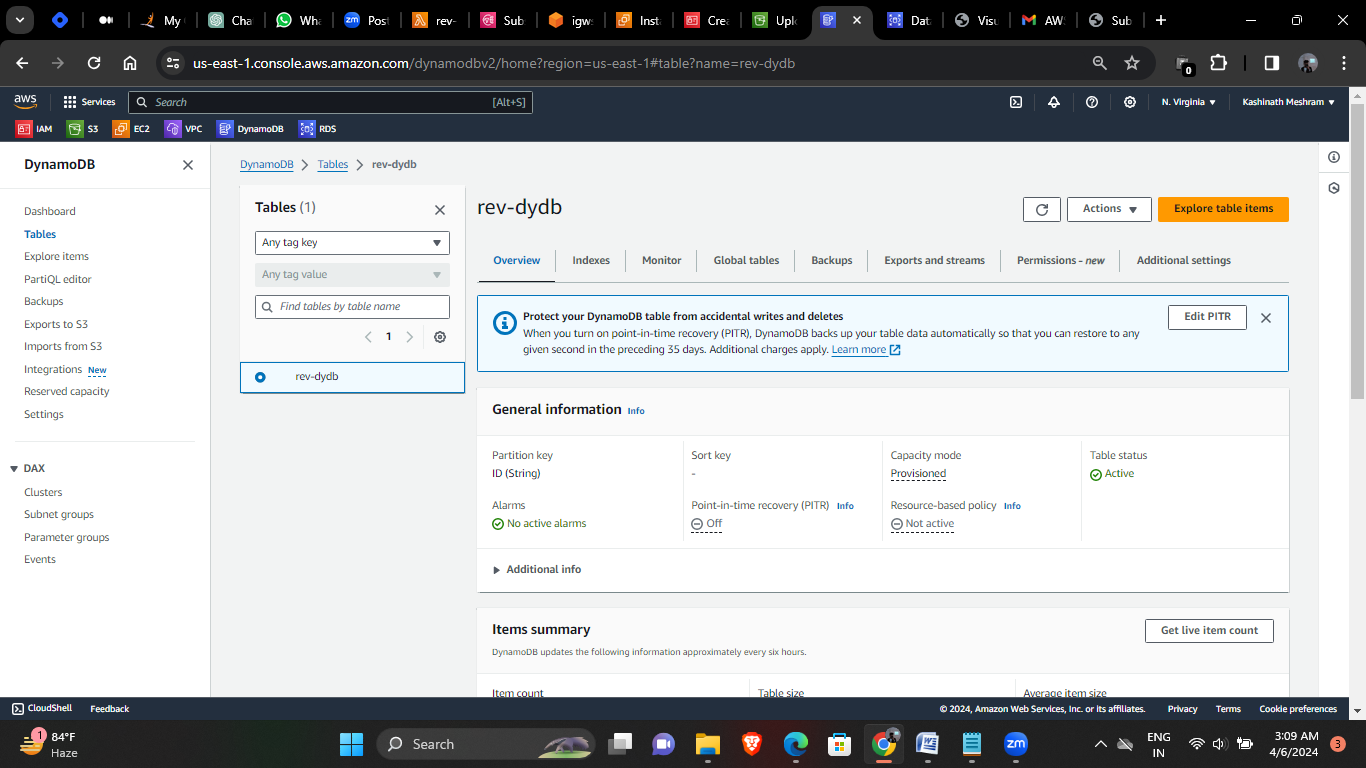 My
Cha
Wha
Post
rev-
Sub
igw
Inst
Crea
Uplo
Dat
Visu
AW
Sub
us-east-1.console.aws.amazon.com/dynamodbv2/home?region=us-east-1#table?name=rev-dydb
0
aws
Services
Search
[Alt+S]
N. Virginia
Kashinath Meshram
IAM
S3
EC2
VPC
DynamoDB
RDS
DynamoDB
Dashboard
Tables
Explore items
PartiQL editor
Backups
Exports to S3
Imports from S3
Integrations New
Reserved capacity
Settings
DAX
Clusters
Subnet groups
Parameter groups
Events
DynamoDB
Tables
rev-dydb
Tables (1)
Any tag key
Any tag value
Find tables by table name
1
rev-dydb
rev-dydb
Actions
Explore table items
Overview
Indexes
Monitor
Global tables
Backups
Exports and streams
Permissions - new
Additional settings
Protect your DynamoDB table from accidental writes and deletes
When you turn on point-in-time recovery (PITR), DynamoDB backs up your table data automatically so that you can restore to any
given second in the preceding 35 days. Additional charges apply. Learn more
Edit PITR
General information Info
Partition key
ID (String)
Sort key
-
Capacity mode
Provisioned
Table status
Active
Alarms
No active alarms
Point-in-time recovery (PITR) Info
Off
Resource-based policy Info
Not active
Additional info
Items summary
Get live item count
DynamoDB updates the following information approximately every six hours.
Item count
Table size
Average item size
CloudShell
Feedback
© 2024, Amazon Web Services, Inc. or its affiliates.
Privacy
Terms
Cookie preferences
1
84°F
Haze
Search
zm
ENG
IN
3:09 AM
4/6/2024
3